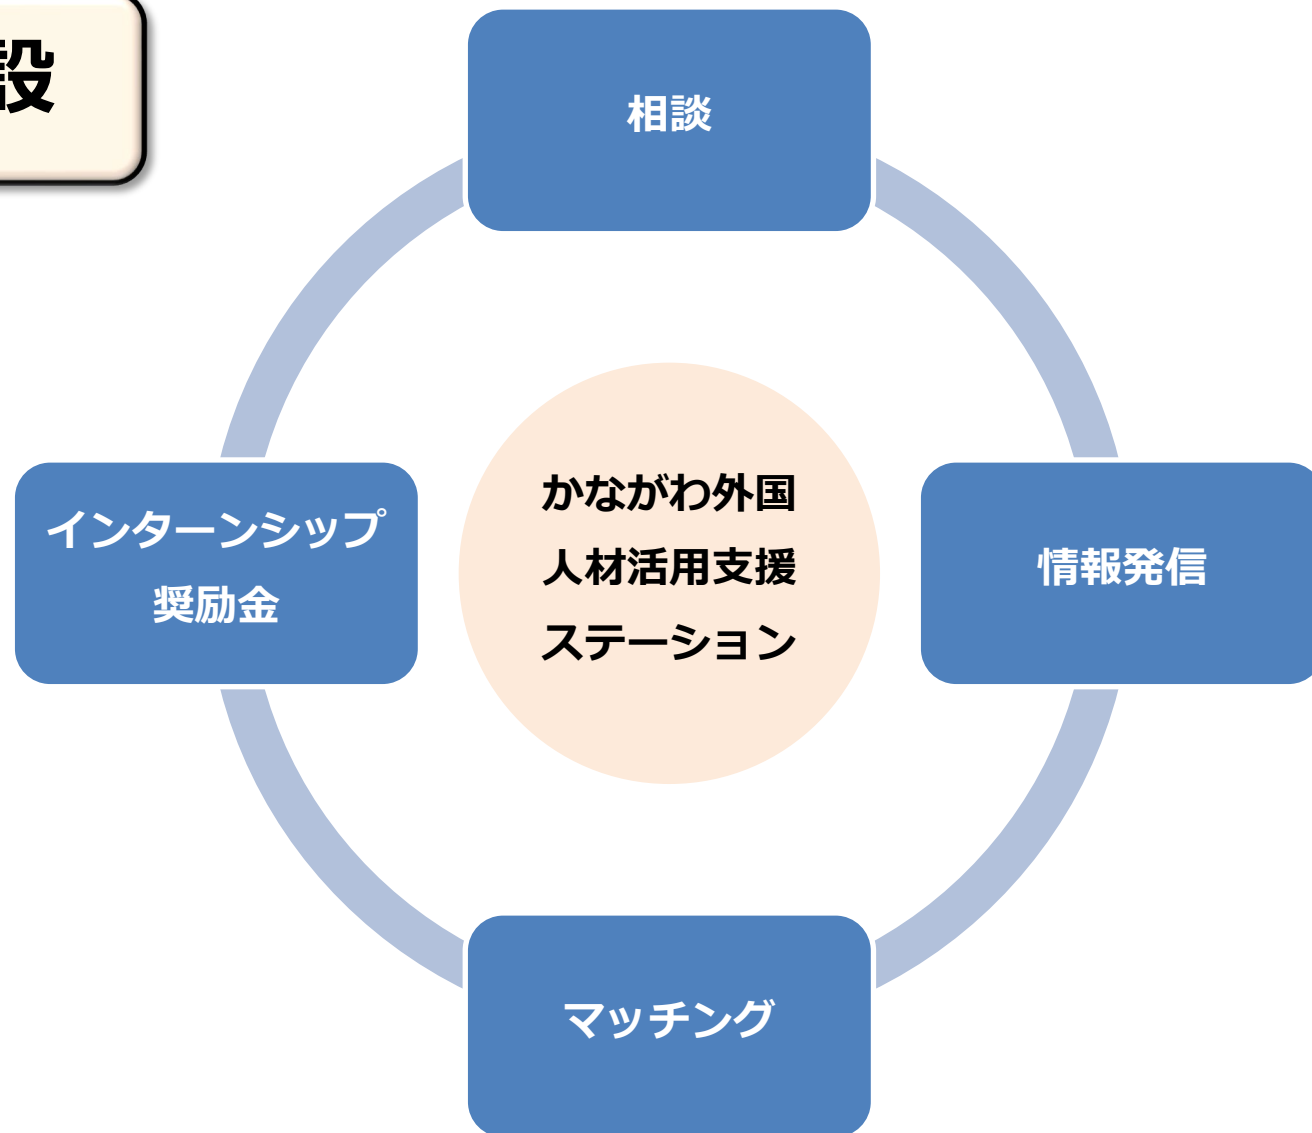 設
相談
かながわ外国
人材活用支援
ステーション
インターンシップ
奨励金
情報発信
マッチング